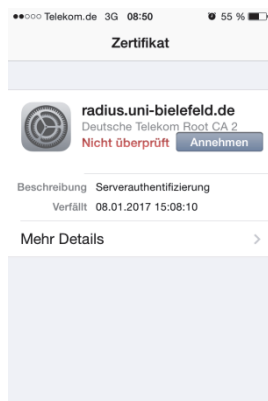 ●●○○○ Telekom.de 3G 08:50 55 %
Zertifikat
radius.uni-bielefeld.de
Deutsche Telekom Root CA 2
Nicht überprüft Annehmen
Beschreibung Serverauthentifizierung
Verfällt 08.01.2017 15:08:10
Mehr Details